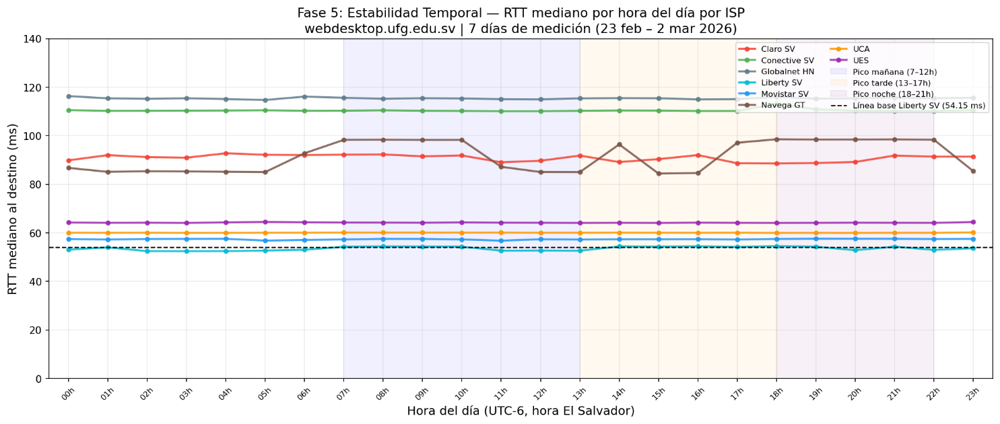 Fase 5: Estabilidad Temporal — RTT mediano por hora del día por ISP
webdesktop.ufg.edu.sv | 7 días de medición (23 feb – 2 mar 2026)
RTT mediano al destino (ms)
140
120
100
80
60
40
20
0
Claro SV
Conective SV
Globalnet HN
Liberty SV
Movistar SV
Navega GT
UCA
UES
Pico mañana (7–12h)
Pico tarde (13–17h)
Pico noche (18–21h)
Línea base Liberty SV (54.15 ms)
00h
01h
02h
03h
04h
05h
06h
07h
08h
09h
10h
11h
12h
13h
14h
15h
16h
17h
18h
19h
20h
21h
22h
23h
Hora del día (UTC-6, hora El Salvador)